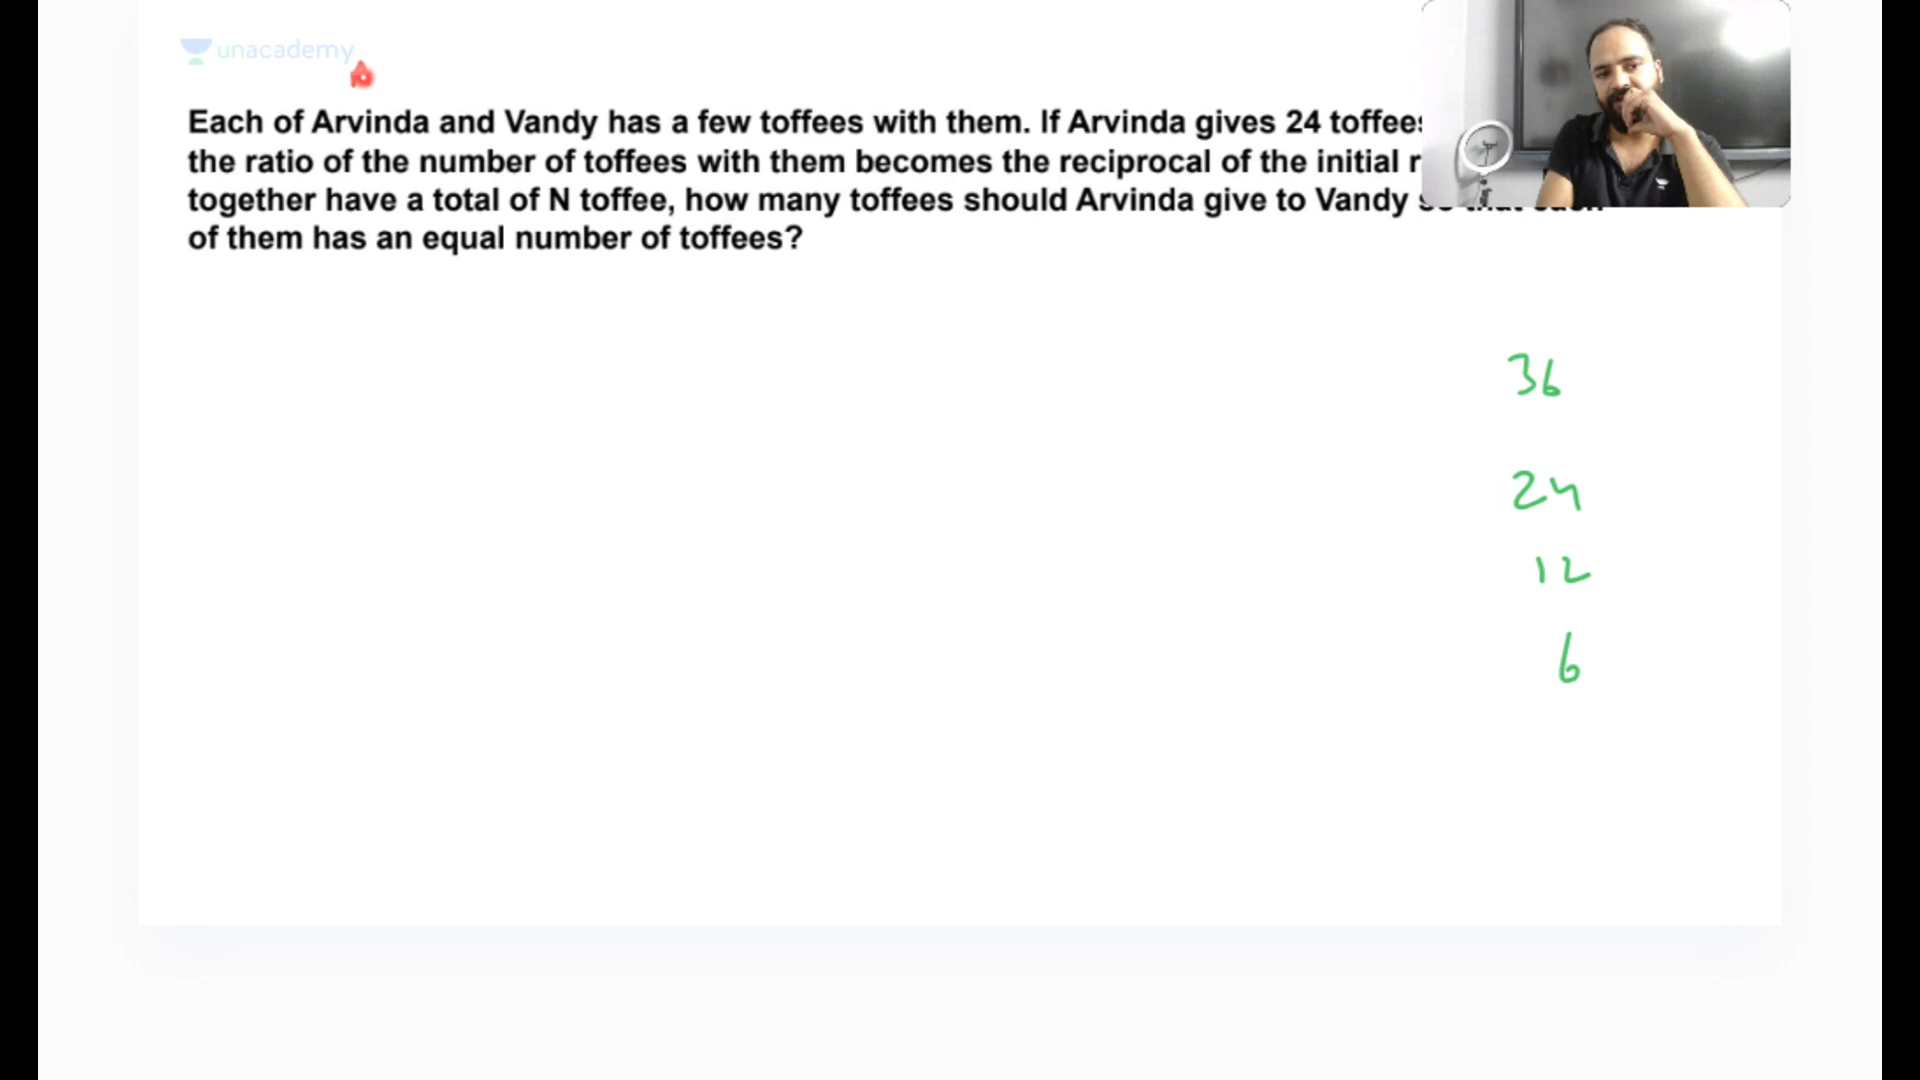 unacademy
Each of Arvinda and Vandy has a few toffees with them. If Arvinda gives 24 toffees
the ratio of the number of toffees with them becomes the reciprocal of the initial
together have a total of N toffee, how many toffees should Arvinda give to Vandy
of them has an equal number of toffees?
36
24
12
6